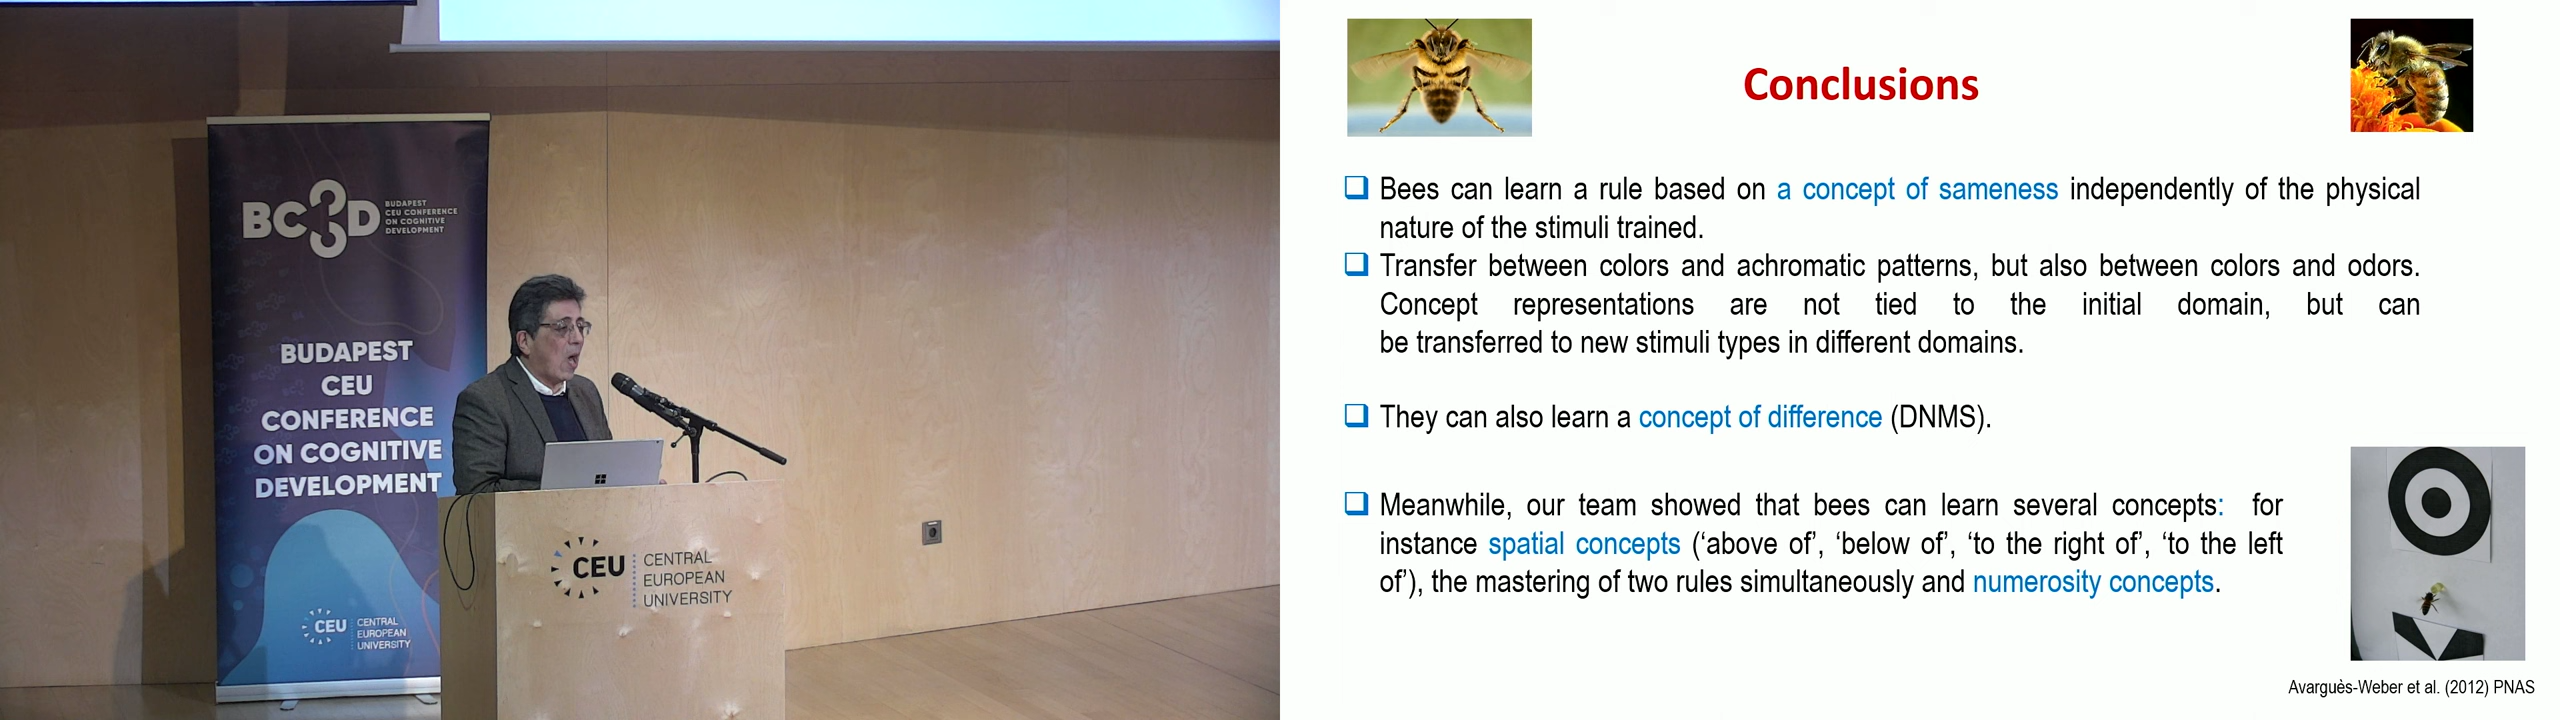 BC3D
BUDAPEST
CEU CONFERENCE
ON COGNITIVE
DEVELOPMENT
BUDAPEST
CEU
CONFERENCE
ON COGNITIVE
DEVELOPMENT
CEU
CENTRAL
EUROPEAN
UNIVERSITY
CEU
CENTRAL
EUROPEAN
UNIVERSITY
Conclusions
❑ Bees can learn a rule based on a concept of sameness independently of the physical
nature of the stimuli trained.
❑ Transfer between colors and achromatic patterns, but also between colors and odors.
Concept representations are not tied to the initial domain, but can
be transferred to new stimuli types in different domains.
❑ They can also learn a concept of difference (DNMS).
❑ Meanwhile, our team showed that bees can learn several concepts: for
instance spatial concepts (‘above of’, ‘below of’, ‘to the right of’, ‘to the left
of’), the mastering of two rules simultaneously and numerosity concepts.
Avarguès-Weber et al. (2012) PNAS